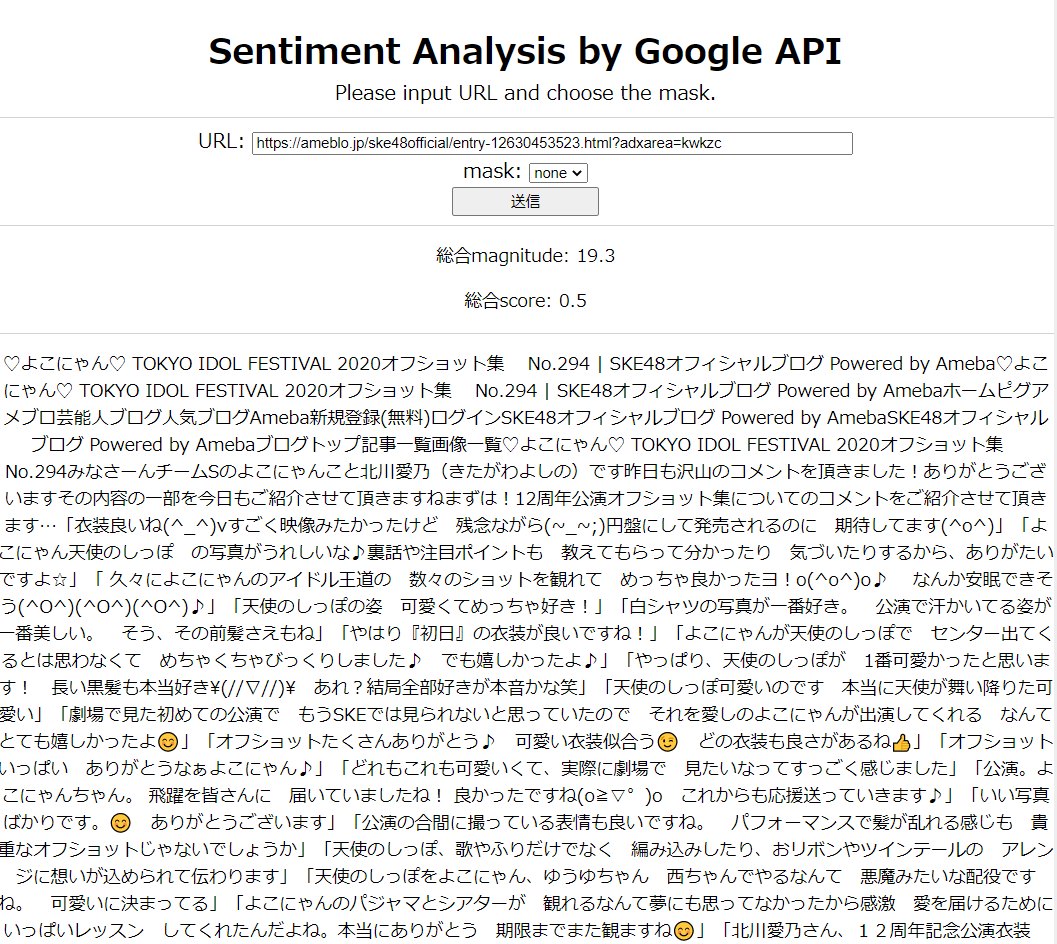 Sentiment Analysis by Google API
Please input URL and choose the mask.
URL: https://ameblo.jp/ske48official/entry-12630453523.html?adxarea=kwkzc
mask: none
送信
総合magnitude: 19.3
総合score: 0.5
♡よこにゃん♡ TOKYO IDOL FESTIVAL 2020オフショット集　 No.294 | SKE48オフィシャルブログ Powered by Ameba♡よこ
にゃん♡ TOKYO IDOL FESTIVAL 2020オフショット集　 No.294 | SKE48オフィシャルブログ Powered by Amebaホームピグア
メブロ芸能人ブログ人気ブログAmeba新規登録(無料)ログインSKE48オフィシャルブログ Powered by AmebaSKE48オフィシャル
ブログ Powered by Amebaブログトップ記事一覧画像一覧♡よこにゃん♡ TOKYO IDOL FESTIVAL 2020オフショット集
No.294みなさーんチームSのよこにゃんこと北川愛乃（きたがわよしの）です昨日も沢山のコメントを頂きました！ありがとうござ
いますその内容の一部を今日もご紹介させて頂きますねまずは！12周年公演オフショット集についてのコメントをご紹介させて頂き
ます…「衣装良いね(^_^)vすごく映像みたかったけど　残念ながら(~_~;)円盤にして発売されるのに　期待してます(^o^)」「よ
こにゃん天使のしっぽ　の写真がうれしいな♪裏話や注目ポイントも　教えてもらって分かったり　気づいたりするから、ありがたい
ですよ☆」「 久々によこにゃんのアイドル王道の　数々のショットを観れて　めっちゃ良かったヨ！o(^o^)o♪　 なんか安眠できそ
う(^O^)(^O^)(^O^)♪」「天使のしっぽの姿　可愛くてめっちゃ好き！」「白シャツの写真が一番好き。　公演で汗かいてる姿が
一番美しい。　そう、その前髪さえもね」「やはり『初日』の衣装が良いですね！」「よこにゃんが天使のしっぽで　センター出てく
るとは思わなくて　めちゃくちゃびっくりしました♪　でも嬉しかったよ♪」「やっぱり、天使のしっぽが　1番可愛かったと思いま
す！　長い黒髪も本当好き¥(//▽//)¥　あれ？結局全部好きが本音かな笑」「天使のしっぽ可愛いのです　本当に天使が舞い降りた可
愛い」「劇場で見た初めての公演で　もうSKEでは見られないと思っていたので　それを愛しのよこにゃんが出演してくれる　なんて
とても嬉しかったよ😊」「オフショットたくさんありがとう♪　可愛い衣装似合う😉　どの衣装も良さがあるね👍」「オフショット
いっぱい　ありがとうなぁよこにゃん♪」「どれもこれも可愛いくて、実際に劇場で　見たいなってすっごく感じました」「公演。よ
こにゃんちゃん。 飛躍を皆さんに　届いていましたね！ 良かったですね(o≧▽°)o　これからも応援送っていきます♪」「いい写真
ばかりです。😊　ありがとうございます」「公演の合間に撮っている表情も良いですね。　パフォーマンスで髪が乱れる感じも　貴
重なオフショットじゃないでしょうか」「天使のしっぽ、歌やふりだけでなく　編み込みしたり、おリボンやツインテールの　アレン
ジに想いが込められて伝わります」「天使のしっぽをよこにゃん、ゆうゆちゃん　西ちゃんでやるなんて　悪魔みたいな配役です
ね。　可愛いに決まってる」「よこにゃんのパジャマとシアターが　観れるなんて夢にも思ってなかったから感激　愛を届けるために
いっぱいレッスン　してくれたんだよね。本当にありがとう　期限までまた観ますね😊」「北川愛乃さん、１２周年記念公演衣装